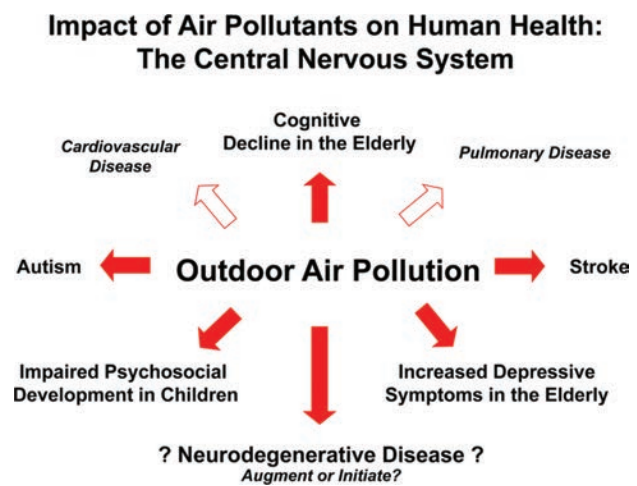 Impact of Air Pollutants on Human Health:
The Central Nervous System
Cognitive
Decline in the Elderly
Cardiovascular
Disease
Pulmonary Disease
Autism
Outdoor Air Pollution
Stroke
Impaired Psychosocial
Development in Children
Increased Depressive
Symptoms in the Elderly
? Neurodegenerative Disease ?
Augment or Initiate?